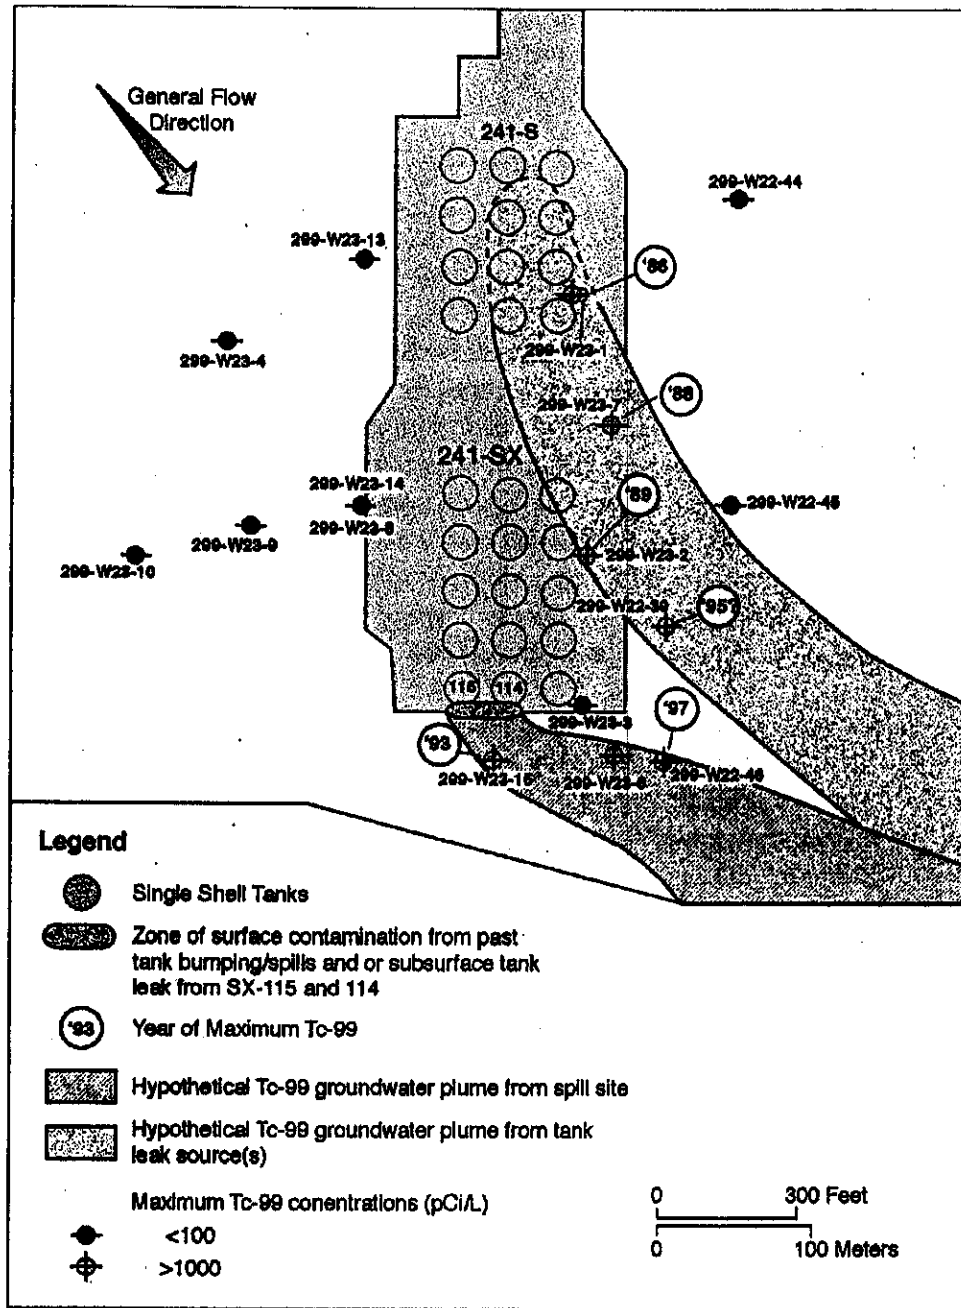 General Flow
Direction
241-S
299-W22-44
299-W23-13
'86
299-W23-4
299-W23-1
'88
299-W23-7
241-SX
299-W23-14
'89
299-W22-45
299-W23-9
299-W23-2
299-W23-10
299-W22-39
'95?
115
114
299-W23-3
'97
'93
299-W23-15
299-W22-46
Legend
Single Shell Tanks
Zone of surface contamination from past
tank bumping/spills and or subsurface tank
leak from SX-115 and 114
'93
Year of Maximum Tc-99
Hypothetical Tc-99 groundwater plume from spill site
Hypothetical Tc-99 groundwater plume from tank
leak source(s)
Maximum Tc-99 conentrations (pCi/L)
<100
>1000
0
300 Feet
0
100 Meters